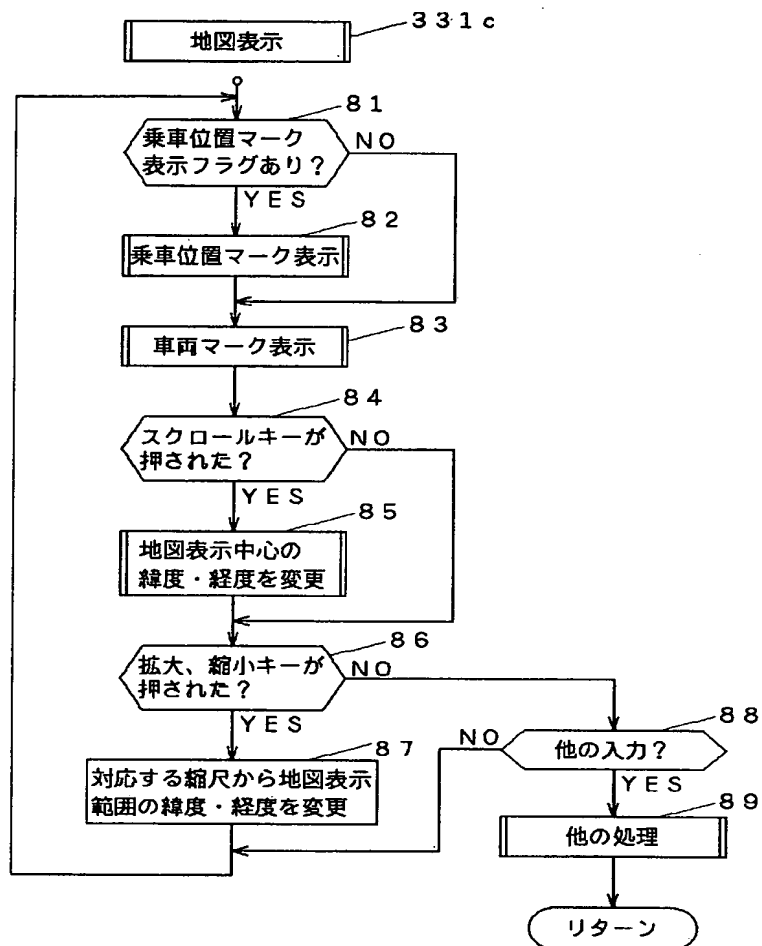 331c
地図表示
81
乗車位置マーク
表示フラグあり？
NO
YES
82
乗車位置マーク表示
83
車両マーク表示
84
スクロールキーが
押された？
NO
YES
85
地図表示中心の
緯度・経度を変更
86
拡大、縮小キーが
押された？
NO
YES
87
対応する縮尺から地図表示
範囲の緯度・経度を変更
88
他の入力？
NO
YES
89
他の処理
リターン